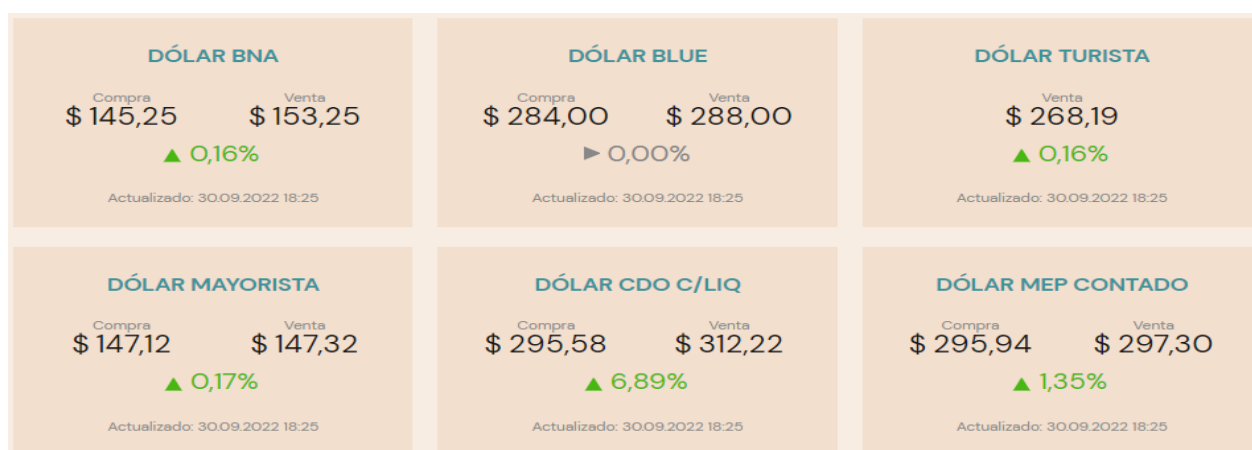 DÓLAR BNA
Compra Venta
$ 145,25 $ 153,25
▲ 0,16%
Actualizado: 30.09.2022 18:25
DÓLAR BLUE
Compra Venta
$ 284,00 $ 288,00
► 0,00%
Actualizado: 30.09.2022 18:25
DÓLAR TURISTA
Venta
$ 268,19
▲ 0,16%
Actualizado: 30.09.2022 18:25
DÓLAR MAYORISTA
Compra Venta
$ 147,12 $ 147,32
▲ 0,17%
Actualizado: 30.09.2022 18:25
DÓLAR CDO C/LIQ
Compra Venta
$ 295,58 $ 312,22
▲ 6,89%
Actualizado: 30.09.2022 18:25
DÓLAR MEP CONTADO
Compra Venta
$ 295,94 $ 297,30
▲ 1,35%
Actualizado: 30.09.2022 18:25